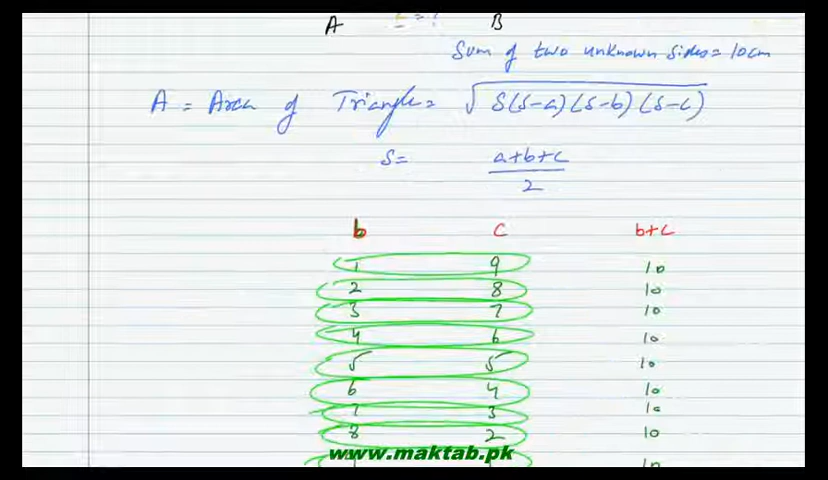 A B
Sum of two unknown sides = 10cm
A = Area of Triangle = √S(S-a)(S-b)(S-c)
S = a+b+c
2
b c b+c
1 9 10
2 8 10
3 7 10
4 6 10
5 5 10
6 4 10
7 3 10
8 2 10
10
www.maktab.pk